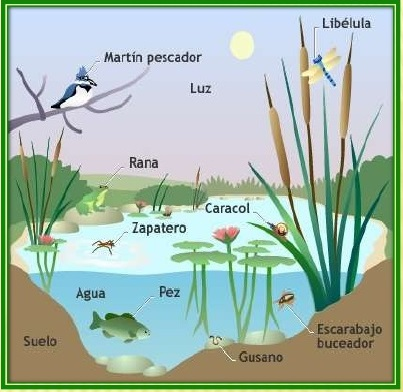 Libélula
Martín pescador
Luz
Rana
Caracol
Zapatero
Agua
Pez
Suelo
Escarabajo
buceador
Gusano